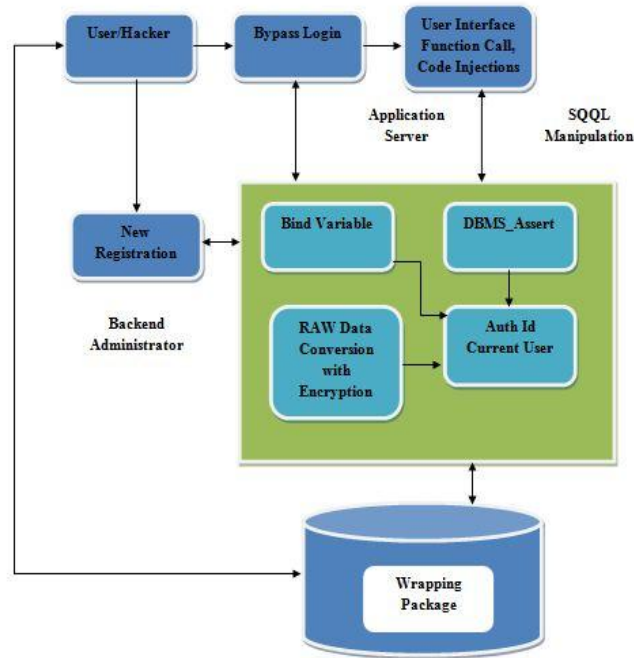 User/Hacker
Bypass Login
User Interface
Function Call,
Code Injections
Application
Server
SQQL
Manipulation
New
Registration
Bind Variable
DBMS_Assert
Backend
Administrator
RAW Data
Conversion
with
Encryption
Auth Id
Current User
Wrapping
Package